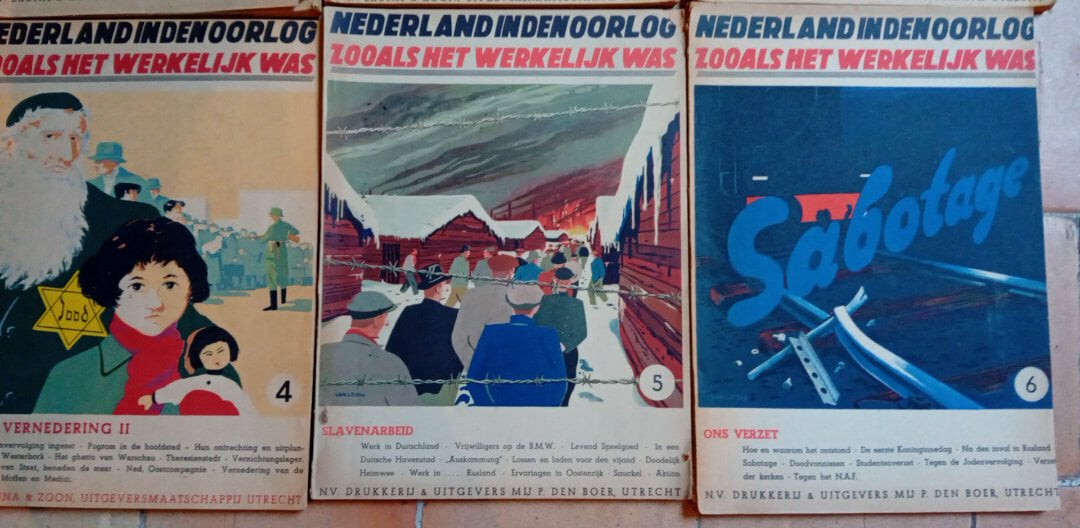 NEDERLAND IN DEN OORLOG
ZOOALS HET WERKELIJK WAS
Jood
4
VERNEDERING II
Pogrom in de hoofdstad - Hun ontrechting en uitplun-
Westerbork - Het ghetto van Warschau - Theresienstadt - Vernichtungslager.
van Staat, beneden de maat - Ned. Oostcompagnie - Vernedering van de
Moffen en Medici.
& ZOON, UITGEVERSMAATSCHAPPIJ UTRECHT
NEDERLAND IN DEN OORLOG
ZOOALS HET WERKELIJK WAS
5
SLAVENARBEID
Werk in Duitschland - Vrijwilligers op de B.M.W. - Levend Speelgoed - In een
Duitsche Havenstad - „Auskammung" - Lossen en laden voor den vijand - Doodelijk
Heimwee - Werk in ..... Rusland - Ervaringen in Oostenrijk - Sauckel - Aktion
N.V. DRUKKERIJ & UITGEVERS MIJ P. DEN BOER, UTRECHT
NEDERLAND IN DEN OORLOG
ZOOALS HET WERKELIJK WAS
Sabotage
6
ONS VERZET
Hoe en waarom het ontstond - De eerste Koninginnedag - Na den inval in Rusland
Sabotage - Doodvonnissen - Studentenverzet - Tegen de Jodenvervolging - Verzet
der kerken - Tegen het N.A.F.
N.V. DRUKKERIJ & UITGEVERS MIJ P. DEN BOER, UTRECHT